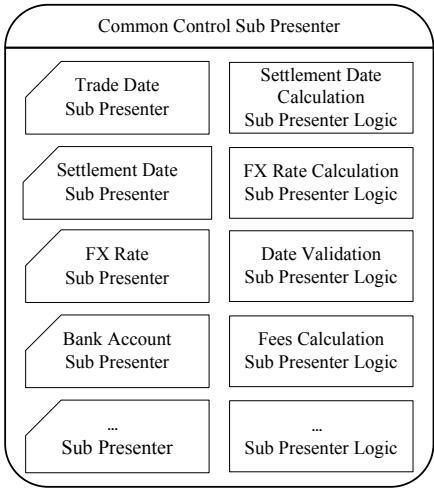 Common Control Sub Presenter
Trade Date
Sub Presenter
Settlement Date
Calculation
Sub Presenter Logic
Settlement Date
Sub Presenter
FX Rate Calculation
Sub Presenter Logic
FX Rate
Sub Presenter
Date Validation
Sub Presenter Logic
Bank Account
Sub Presenter
Fees Calculation
Sub Presenter Logic
...
Sub Presenter
...
Sub Presenter Logic